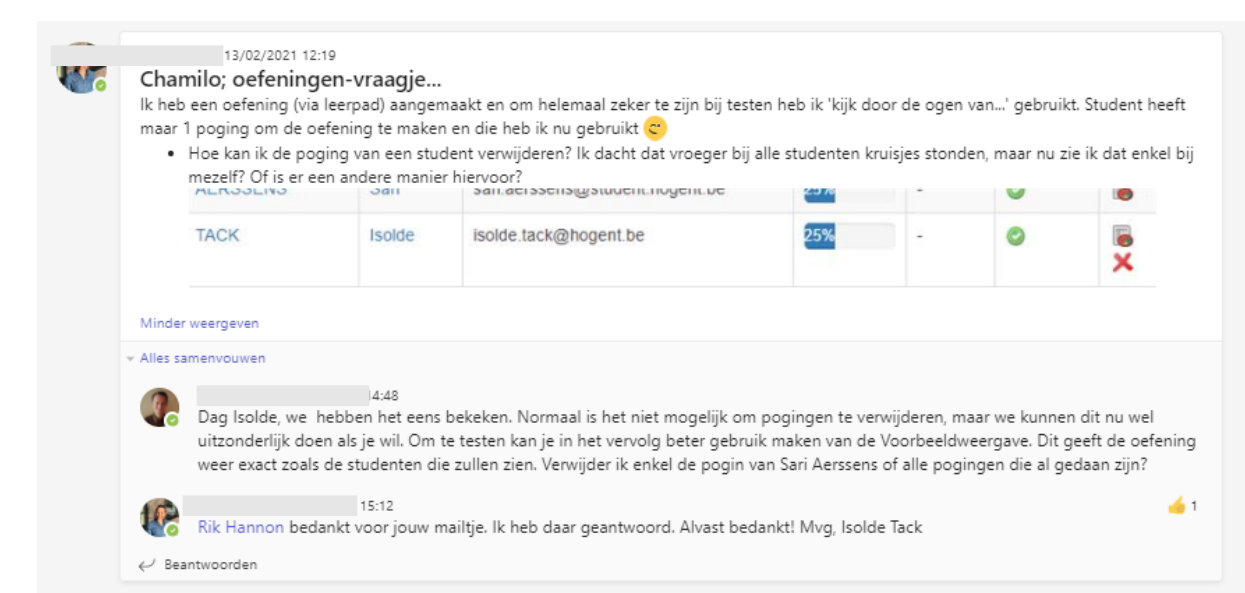 13/02/2021 12:19
Chamilo; oefeningen-vraagje...
Ik heb een oefening (via leerpad) aangemaakt en om helemaal zeker te zijn bij testen heb ik 'kijk door de ogen van...' gebruikt. Student heeft
maar 1 poging om de oefening te maken en die heb ik nu gebruikt
• Hoe kan ik de poging van een student verwijderen? Ik dacht dat vroeger bij alle studenten kruisjes stonden, maar nu zie ik dat enkel bij
mezelf? Of is er een andere manier hiervoor?
AERSSENS Sari sari.aerssens@student.hogent.be 25% -
TACK Isolde isolde.tack@hogent.be 25% -
Minder weergeven
Alles samenvouwen
14:48
Dag Isolde, we hebben het eens bekeken. Normaal is het niet mogelijk om pogingen te verwijderen, maar we kunnen dit nu wel
uitzonderlijk doen als je wil. Om te testen kan je in het vervolg beter gebruik maken van de Voorbeeldweergave. Dit geeft de oefening
weer exact zoals de studenten die zullen zien. Verwijder ik enkel de pogin van Sari Aerssens of alle pogingen die al gedaan zijn?
15:12
👍 1
Rik Hannon bedankt voor jouw mailtje. Ik heb daar geantwoord. Alvast bedankt! Mvg, Isolde Tack
Beantwoorden